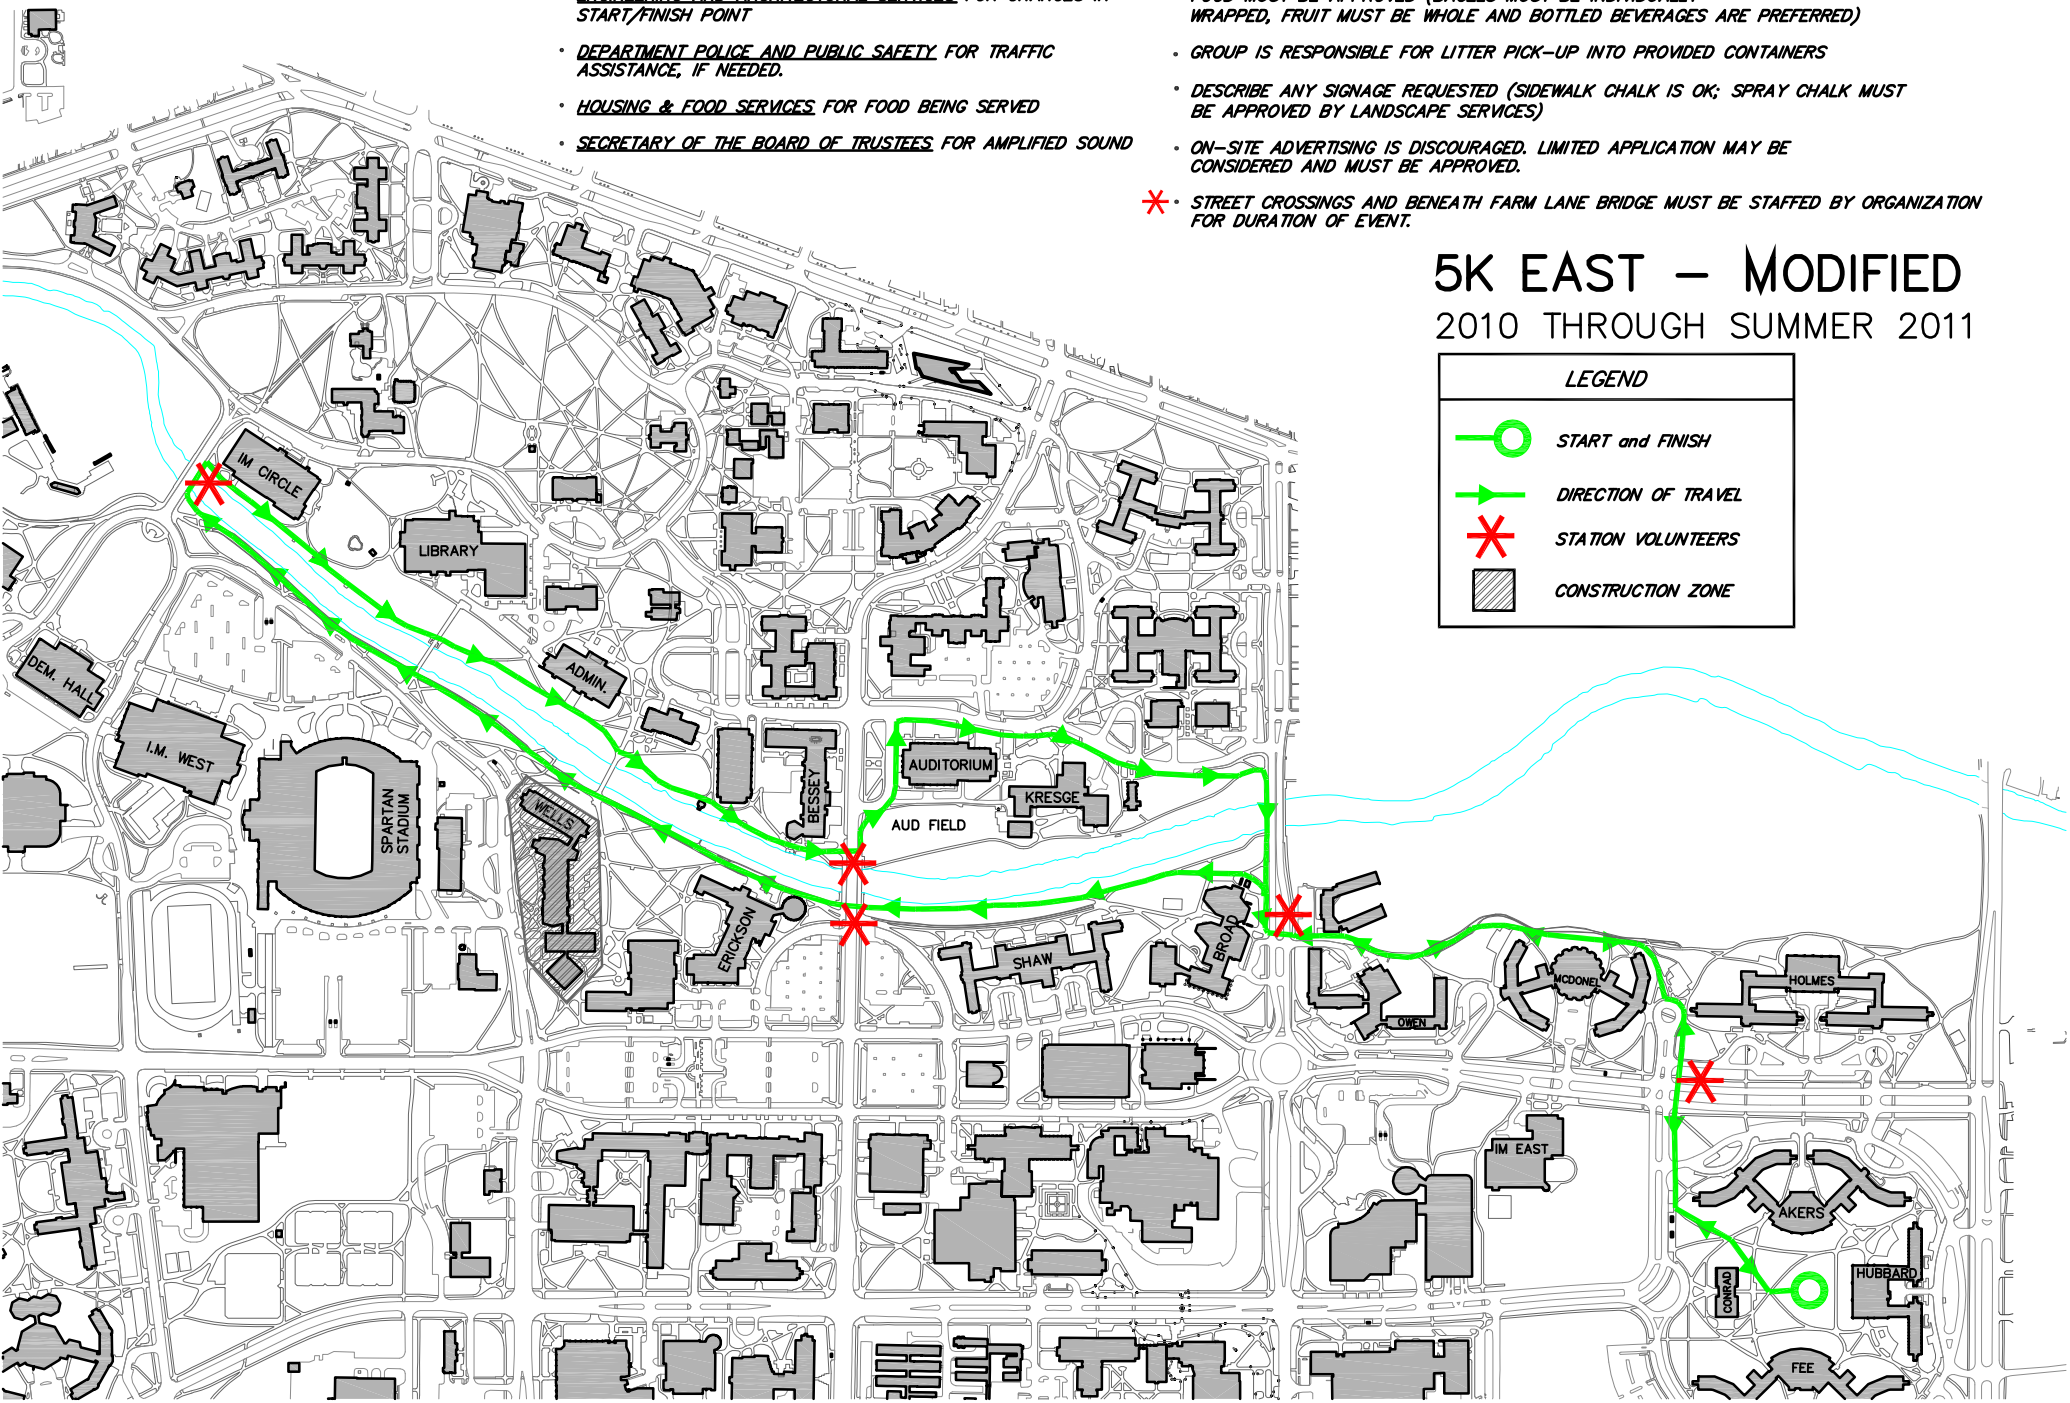 START/FINISH POINT
• DEPARTMENT POLICE AND PUBLIC SAFETY FOR TRAFFIC
ASSISTANCE, IF NEEDED.
• HOUSING & FOOD SERVICES FOR FOOD BEING SERVED
• SECRETARY OF THE BOARD OF TRUSTEES FOR AMPLIFIED SOUND
WRAPPED, FRUIT MUST BE WHOLE AND BOTTLED BEVERAGES ARE PREFERRED)
• GROUP IS RESPONSIBLE FOR LITTER PICK-UP INTO PROVIDED CONTAINERS
• DESCRIBE ANY SIGNAGE REQUESTED (SIDEWALK CHALK IS OK; SPRAY CHALK MUST
BE APPROVED BY LANDSCAPE SERVICES)
• ON-SITE ADVERTISING IS DISCOURAGED. LIMITED APPLICATION MAY BE
CONSIDERED AND MUST BE APPROVED.
• STREET CROSSINGS AND BENEATH FARM LANE BRIDGE MUST BE STAFFED BY ORGANIZATION
FOR DURATION OF EVENT.
5K EAST – MODIFIED
2010 THROUGH SUMMER 2011
LEGEND
START and FINISH
DIRECTION OF TRAVEL
STATION VOLUNTEERS
CONSTRUCTION ZONE
IM CIRCLE
LIBRARY
DEM. HALL
ADMIN.
I.M. WEST
SPARTAN
STADIUM
WELLS
BESSEY
AUDITORIUM
KRESGE
AUD FIELD
ERICKSON
SHAW
BROAD
OWEN
MCDONEL
HOLMES
IM EAST
AKERS
CONRAD
HUBBARD
FEE